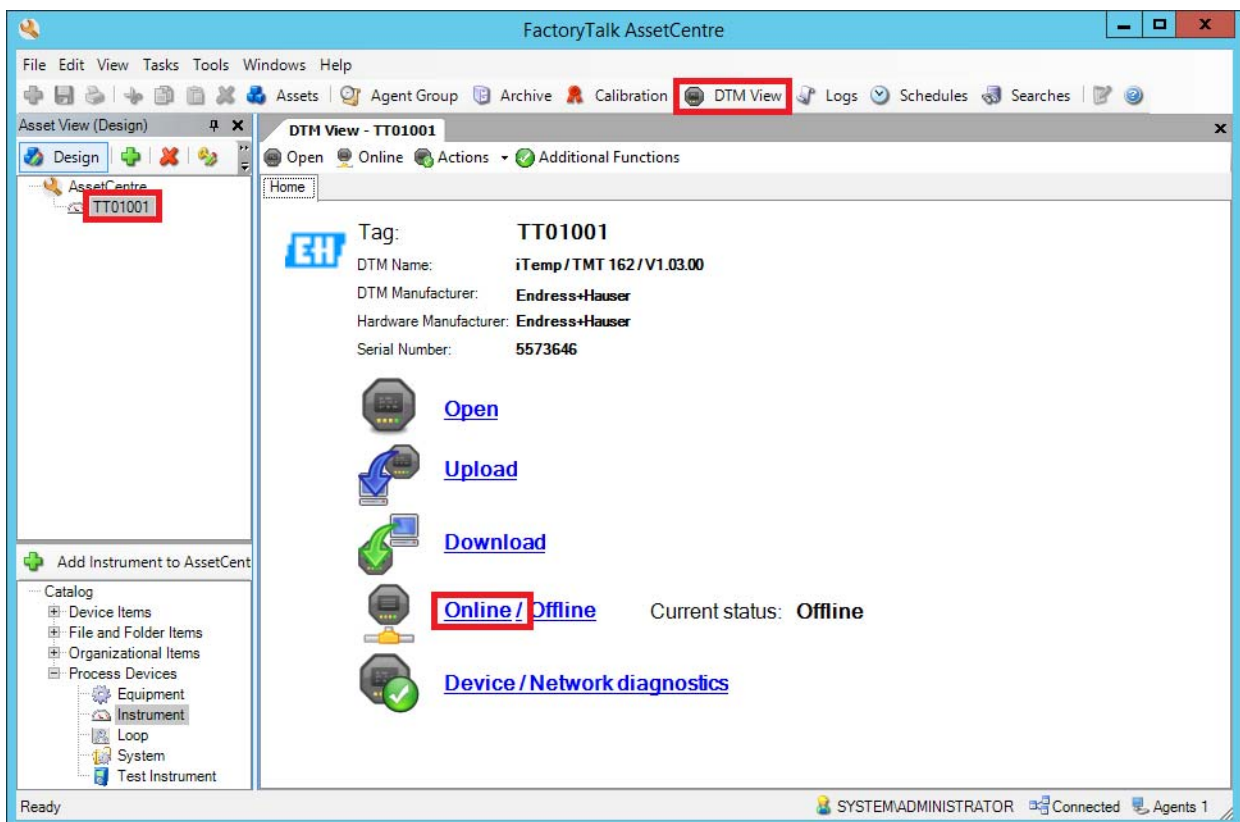 FactoryTalk AssetCentre
File Edit View Tasks Tools Windows Help
Assets Agent Group Archive Calibration DTM View Logs Schedules Searches
Asset View (Design)
Design
AssetCentre
TT01001
DTM View - TT01001
Open Online Actions Additional Functions
Home
EH
Tag: TT01001
DTM Name: iTemp / TMT 162 / V1.03.00
DTM Manufacturer: Endress+Hauser
Hardware Manufacturer: Endress+Hauser
Serial Number: 5573646
Open
Upload
Download
Online / Offline Current status: Offline
Device / Network diagnostics
Add Instrument to AssetCent
Catalog
Device Items
File and Folder Items
Organizational Items
Process Devices
Equipment
Instrument
Loop
System
Test Instrument
Ready SYSTEM\ADMINISTRATOR Connected Agents 1